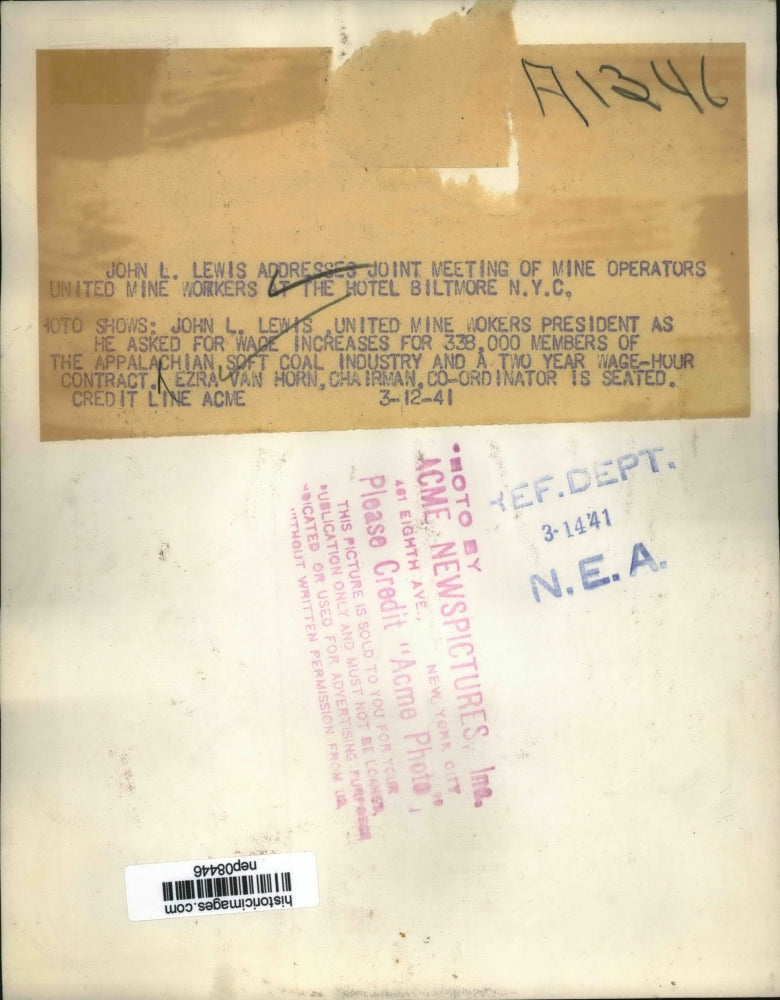 A1346
JOHN L. LEWIS ADDRESSES JOINT MEETING OF MINE OPERATORS
UNITED MINE WORKERS AT THE HOTEL BILTMORE N.Y.C,
HOTO SHOWS: JOHN L. LEWIS ,UNITED MINE WOKERS PRESIDENT AS
HE ASKED FOR WAGE INCREASES FOR 338,000 MEMBERS OF
THE APPALACHIAN SOFT COAL INDUSTRY AND A TWO YEAR WAGE-HOUR
CONTRACT. EZRA VAN HORN, CHAIRMAN, CO-ORDINATOR IS SEATED.
CREDIT LINE ACME 3-12-41
EF. DEPT.
3-14'41
N.E.A.
HOTO BY
ACME NEWSPICTURES, Inc.
461 EIGHTH AVE., NEW YORK CITY
Please Credit "Acme Photo"
THIS PICTURE IS SOLD TO YOU FOR YOUR
PUBLICATION ONLY AND MUST NOT BE LOANED,
DICATED OR USED FOR ADVERTISING PURPOSES
WITHOUT WRITTEN PERMISSION FROM US.
historicimages.com
nep08446